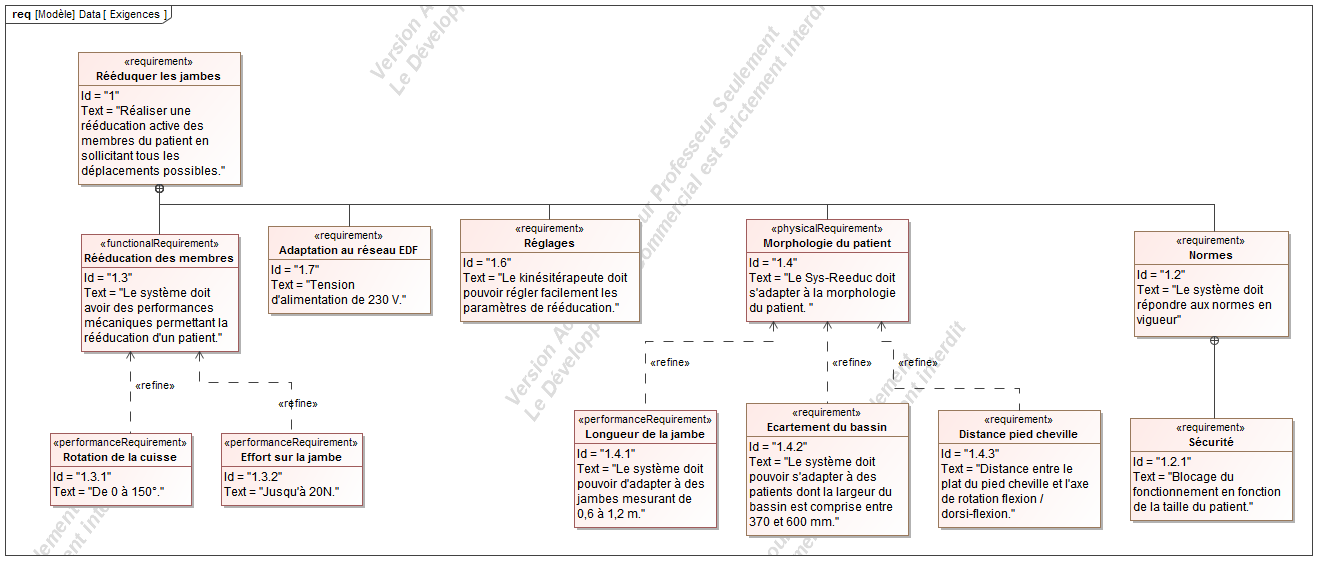 req [Modèle] Data [ Exigences ]
«requirement»
Rééduquer les jambes
Id = "1"
Text = "Réaliser une
rééducation active des
membres du patient en
sollicitant tous les
déplacements possibles."
«functionalRequirement»
Rééducation des membres
Id = "1.3"
Text = "Le système doit
avoir des performances
mécaniques permettant la
rééducation d'un patient."
«requirement»
Adaptation au réseau EDF
Id = "1.7"
Text = "Tension
d'alimentation de 230 V."
«requirement»
Réglages
Id = "1.6"
Text = "Le kinésitérapeute doit
pouvoir régler facilement les
paramètres de rééducation."
«physicalRequirement»
Morphologie du patient
Id = "1.4"
Text = "Le Sys-Reeduc doit
s'adapter à la morphologie
du patient. "
«requirement»
Normes
Id = "1.2"
Text = "Le système doit
répondre aux normes en
vigueur"
«refine»
«refine»
«refine»
«refine»
«refine»
«performanceRequirement»
Rotation de la cuisse
Id = "1.3.1"
Text = "De 0 à 150°."
«performanceRequirement»
Effort sur la jambe
Id = "1.3.2"
Text = "Jusqu'à 20N."
«performanceRequirement»
Longueur de la jambe
Id = "1.4.1"
Text = "Le système doit
pouvoir d'adapter à des
jambes mesurant de
0,6 à 1,2 m."
«requirement»
Ecartement du bassin
Id = "1.4.2"
Text = "Le système doit
pouvoir s'adapter à des
patients dont la largeur du
bassin est comprise entre
370 et 600 mm."
«requirement»
Distance pied cheville
Id = "1.4.3"
Text = "Distance entre le
plat du pied cheville et l'axe
de rotation flexion /
dorsi-flexion."
«requirement»
Sécurité
Id = "1.2.1"
Text = "Blocage du
fonctionnement en fonction
de la taille du patient."